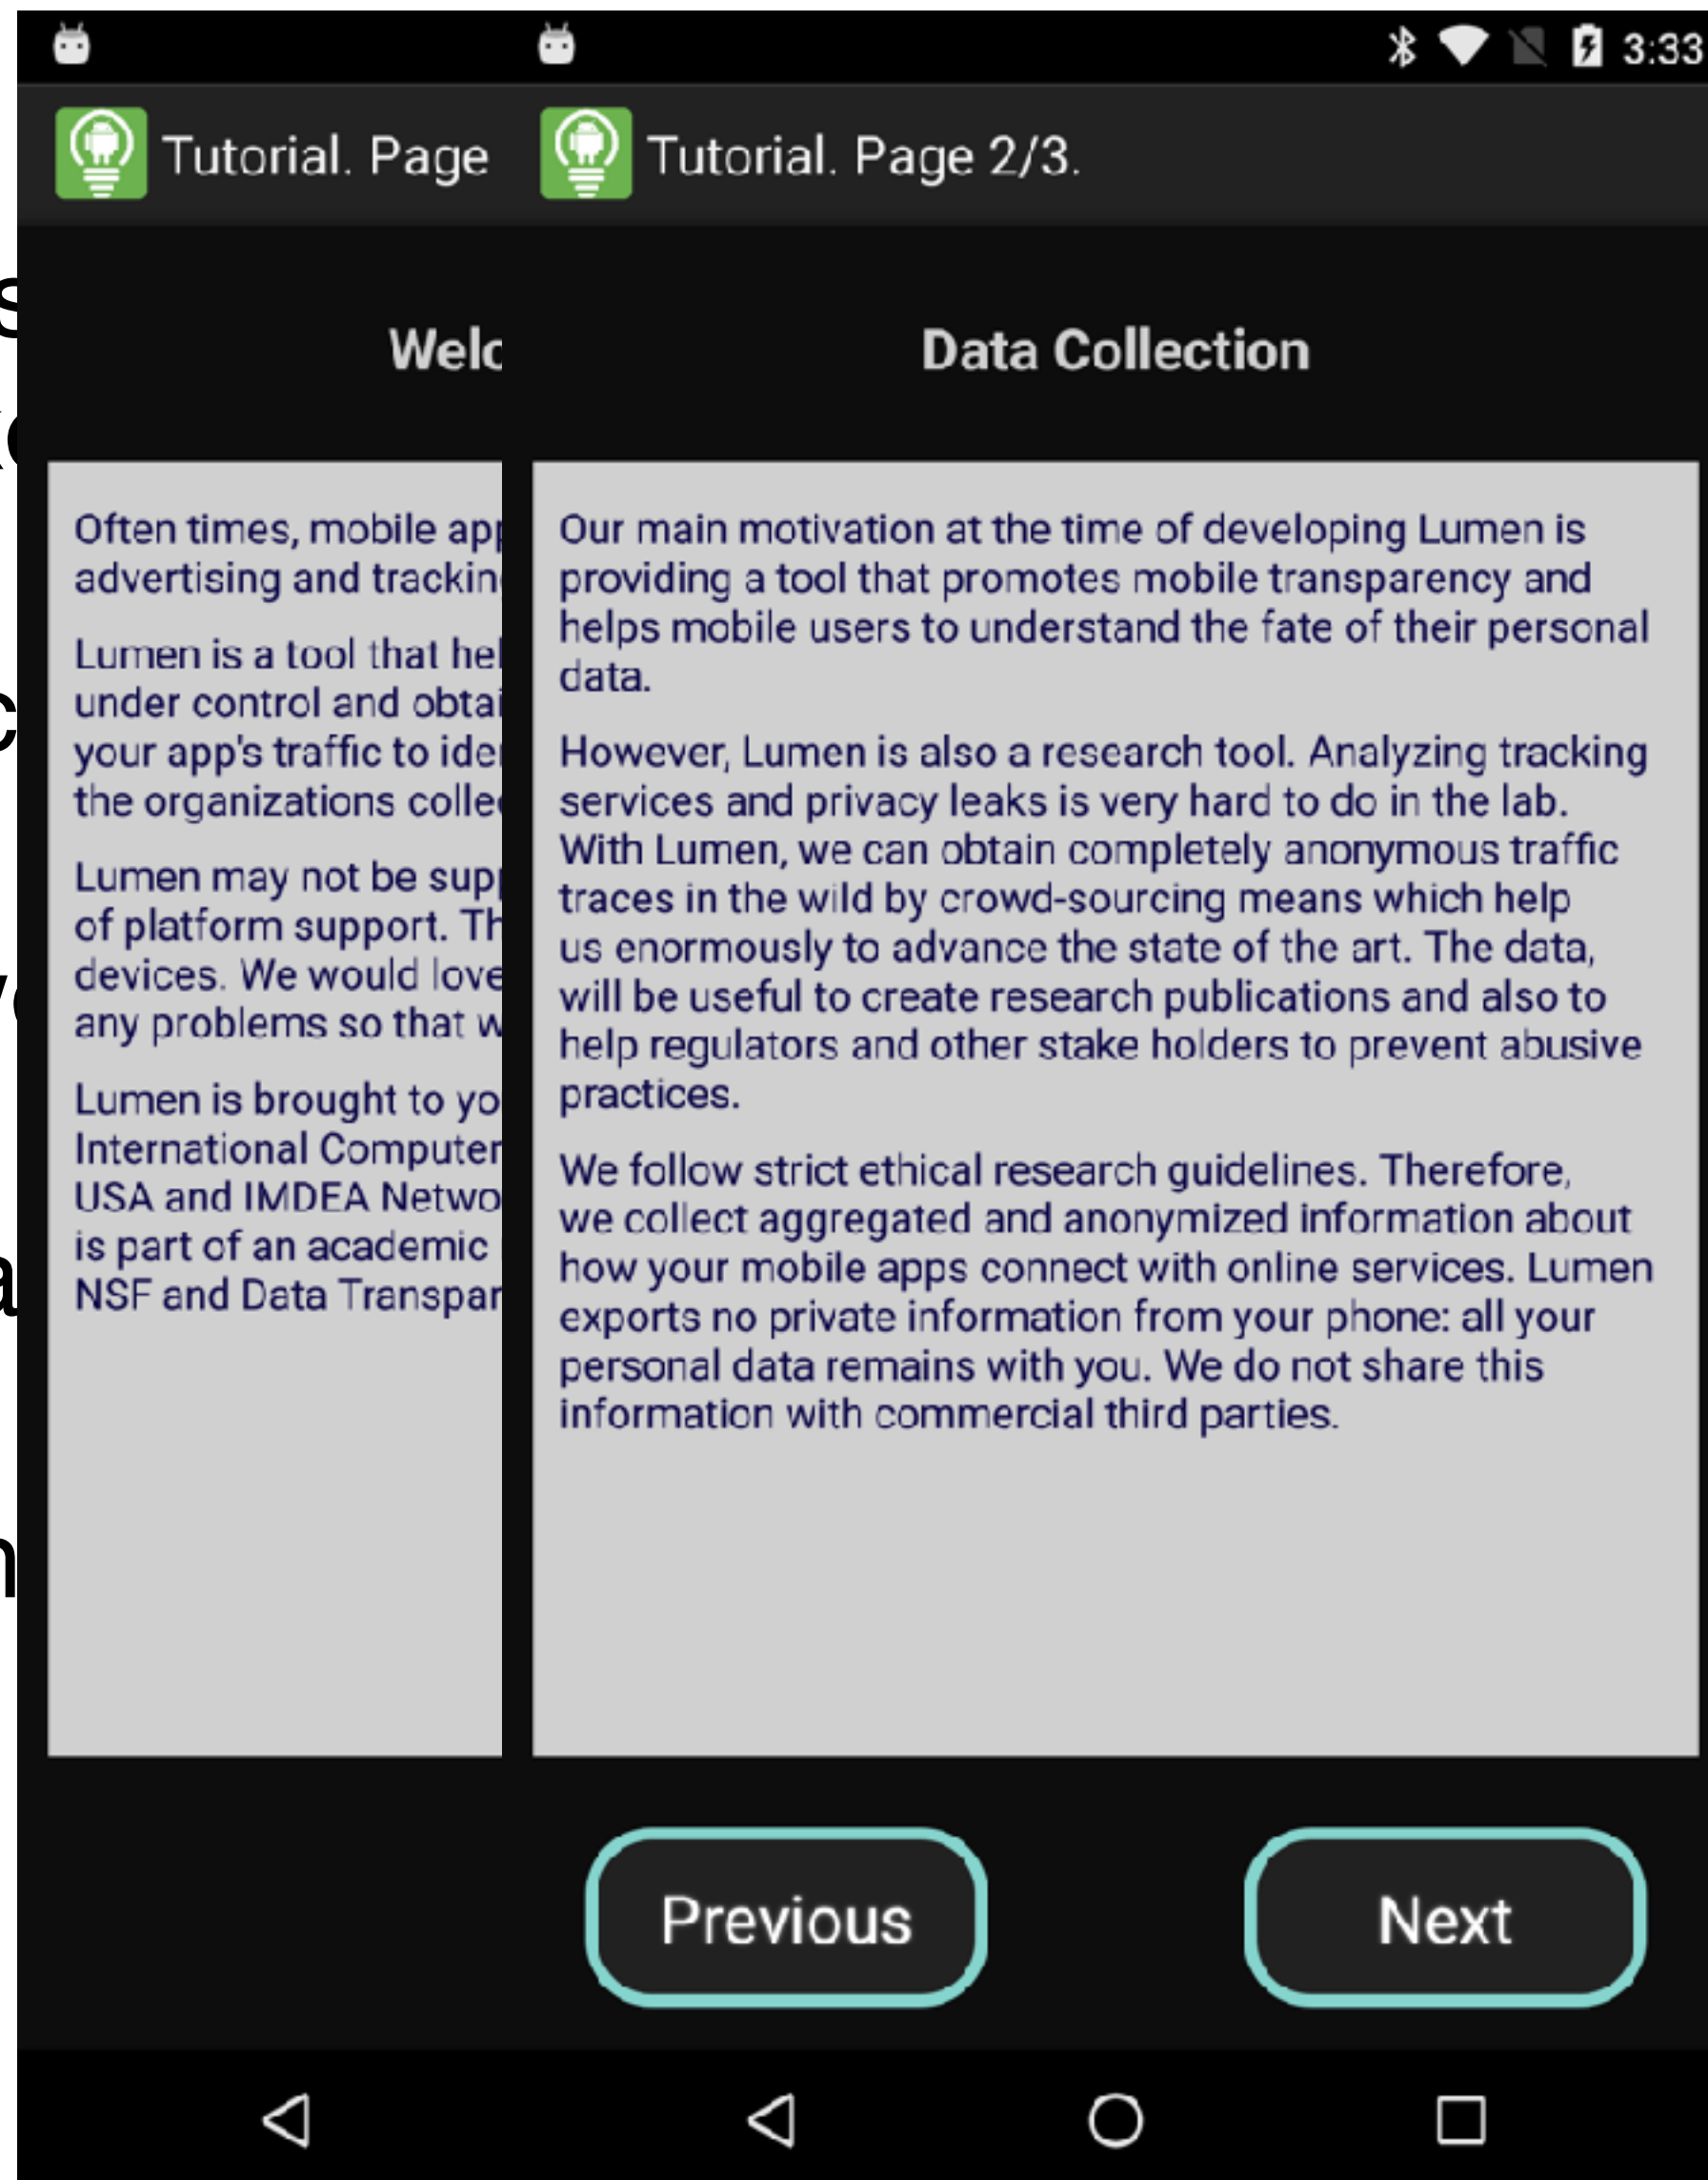 Tutorial. Page
Welc
Often times, mobile app
advertising and trackin
Lumen is a tool that hel
under control and obtai
your app's traffic to ide
the organizations collec
Lumen may not be supp
of platform support. Th
devices. We would love
any problems so that w
Lumen is brought to yo
International Computer
USA and IMDEA Netwo
is part of an academic
NSF and Data Transpar
3:33
Tutorial. Page 2/3.
Data Collection
Our main motivation at the time of developing Lumen is
providing a tool that promotes mobile transparency and
helps mobile users to understand the fate of their personal
data.
However, Lumen is also a research tool. Analyzing tracking
services and privacy leaks is very hard to do in the lab.
With Lumen, we can obtain completely anonymous traffic
traces in the wild by crowd-sourcing means which help
us enormously to advance the state of the art. The data,
will be useful to create research publications and also to
help regulators and other stake holders to prevent abusive
practices.
We follow strict ethical research guidelines. Therefore,
we collect aggregated and anonymized information about
how your mobile apps connect with online services. Lumen
exports no private information from your phone: all your
personal data remains with you. We do not share this
information with commercial third parties.
Previous
Next